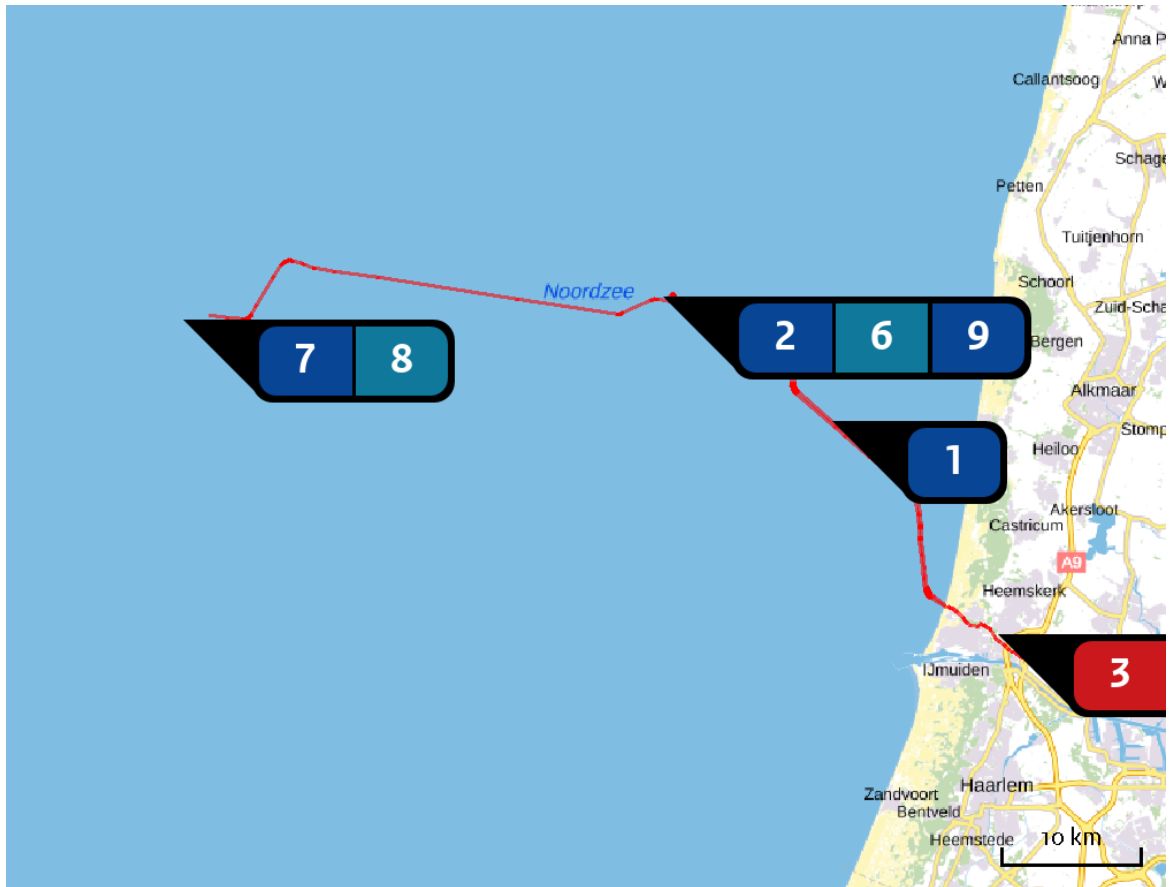 Anna P
Callantsoog
W
Schage
Petten
Tuitjenhorn
Schoorl
Noordzee
Zuid-Scha
2 6 9
Bergen
7 8
Alkmaar
Stomp
Heiloo
1
Akersloot
Castricum
A9
Heemskerk
IJmuiden
3
Haarlem
Zandvoort
Bentveld
Heemstede
10 km